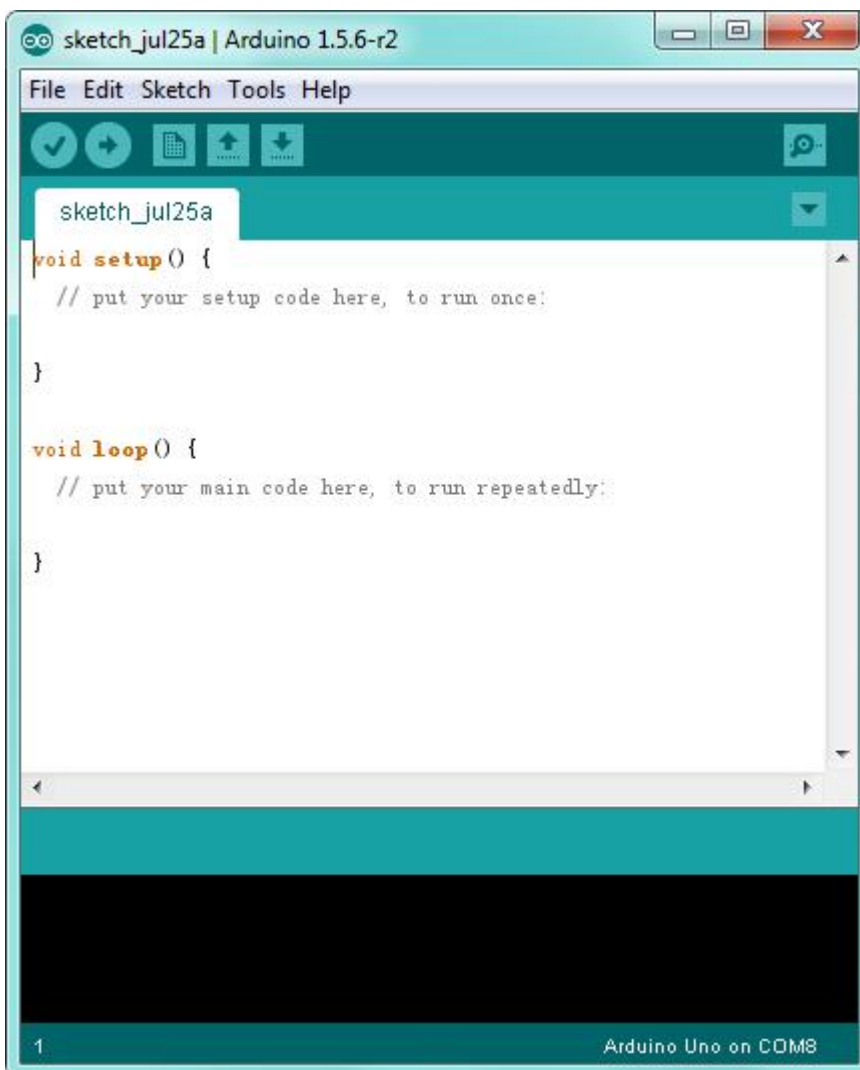 sketch_jul25a | Arduino 1.5.6-r2
File Edit Sketch Tools Help
sketch_jul25a
void setup() {
  // put your setup code here, to run once:
}
void loop() {
  // put your main code here, to run repeatedly:
}
1 Arduino Uno on COM8